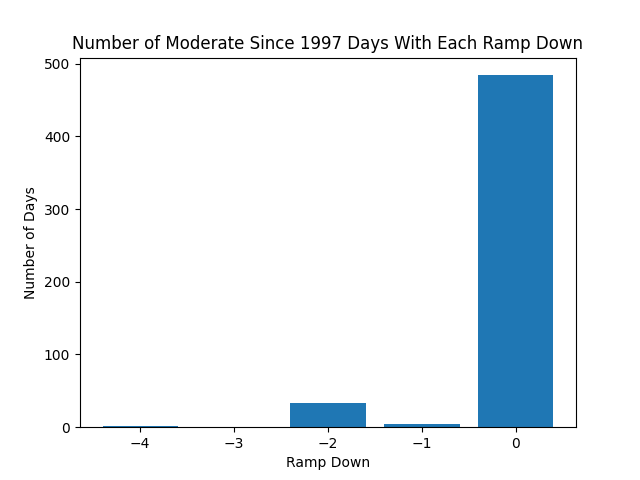 Number of Moderate Since 1997 Days With Each Ramp Down
500
400
300
200
100
0
Number of Days
−4 −3 −2 −1 0
Ramp Down